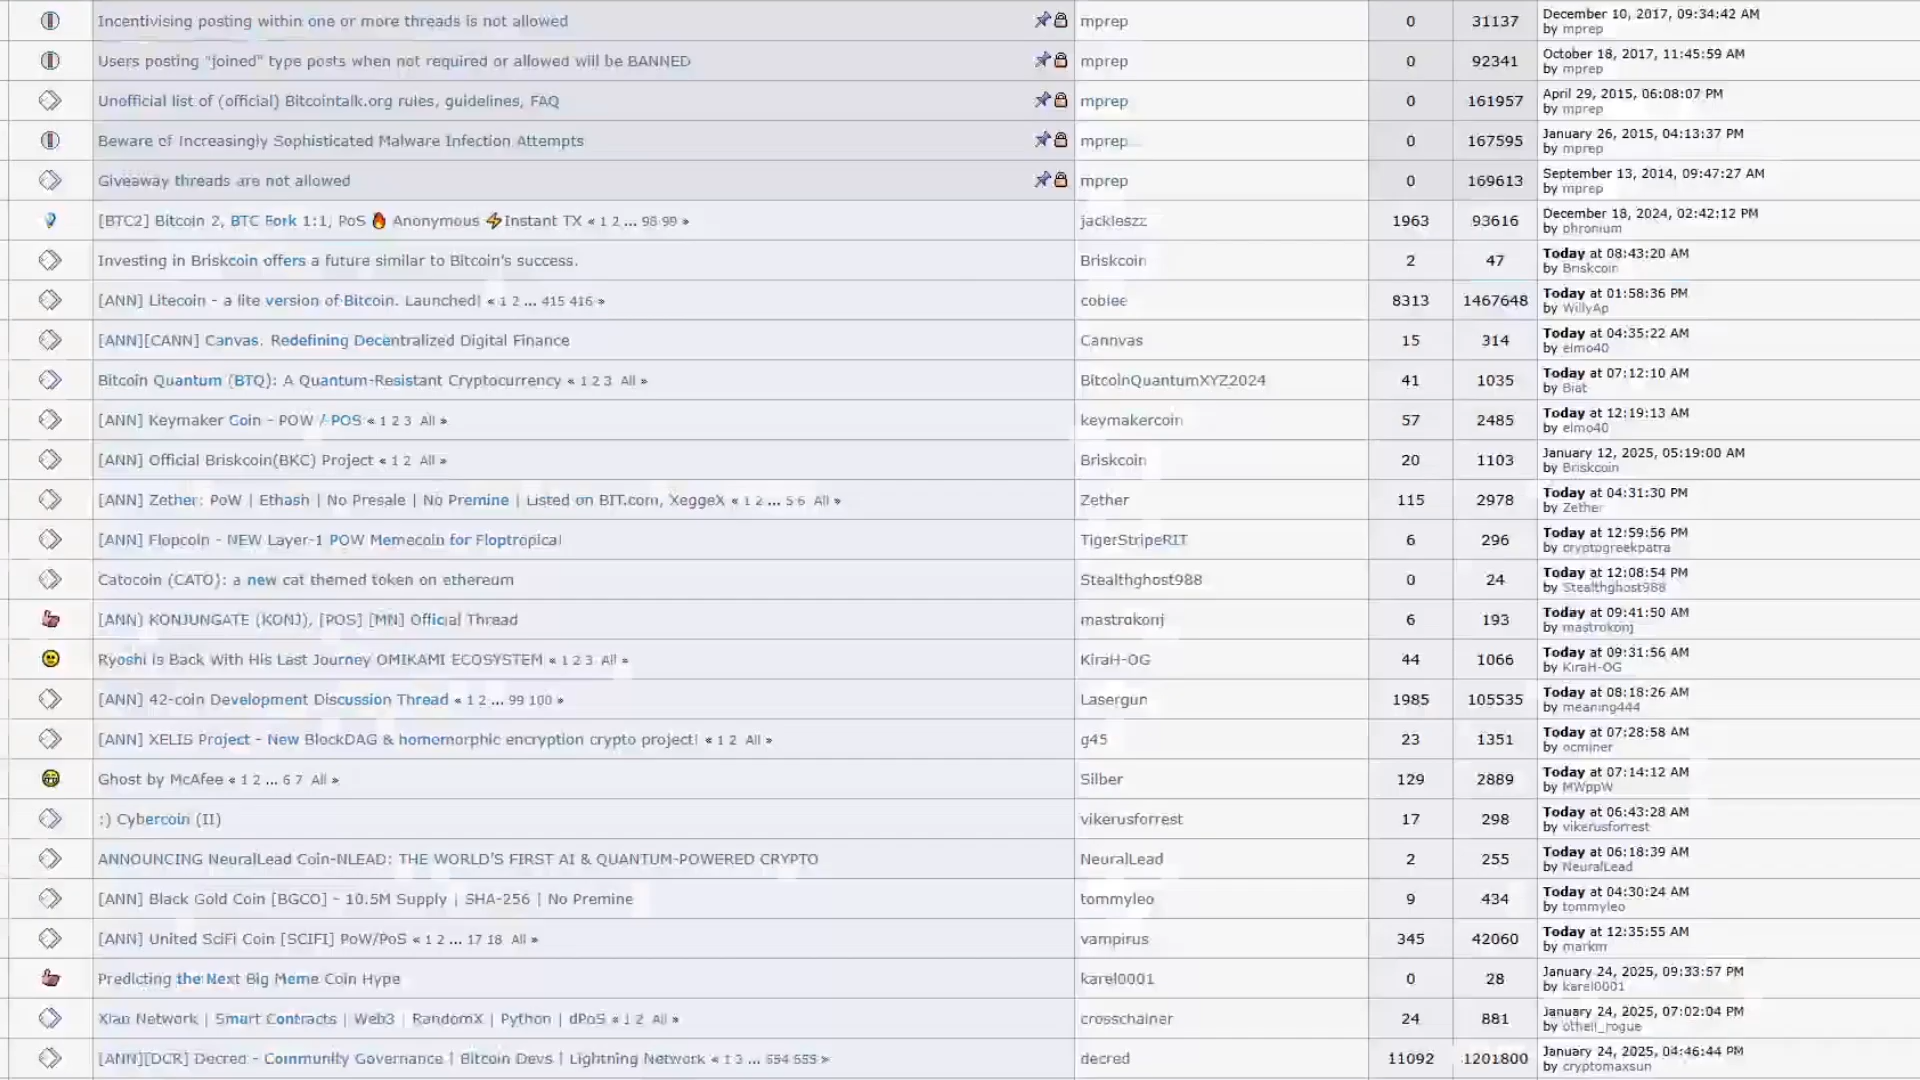 Incentivising posting within one or more threads is not allowed mprep 0 31137 December 10, 2017, 09:34:42 AM
by mprep
Users posting "joined" type posts when not required or allowed will be BANNED mprep 0 92341 October 18, 2017, 11:45:59 AM
by mprep
Unofficial list of (official) Bitcointalk.org rules, guidelines, FAQ mprep 0 161957 April 29, 2015, 06:08:07 PM
by mprep
Beware of Increasingly Sophisticated Malware Infection Attempts mprep 0 167595 January 26, 2015, 04:13:37 PM
by mprep
Giveaway threads are not allowed mprep 0 169613 September 13, 2014, 09:47:27 AM
by mprep
[BTC2] Bitcoin 2, BTC Fork 1:1, PoS 🔥 Anonymous ⚡Instant TX « 1 2 ... 98 99 » jackieszz 1963 93616 December 18, 2024, 02:42:12 PM
by phronium
Investing in Briskcoin offers a future similar to Bitcoin's success. Briskcoin 2 47 Today at 08:43:20 AM
by Briskcoin
[ANN] Litecoin - a lite version of Bitcoin. Launched! « 1 2 ... 415 416 » coblee 8313 1467648 Today at 01:58:36 PM
by WillyAp
[ANN][CANN] Canvas. Redefining Decentralized Digital Finance Cannvas 15 314 Today at 04:35:22 AM
by elmo40
Bitcoin Quantum (BTQ): A Quantum-Resistant Cryptocurrency « 1 2 3 All » BitcoinQuantumXYZ2024 41 1035 Today at 07:12:10 AM
by Biat
[ANN] Keymaker Coin - POW / POS « 1 2 3 All » keymakercoin 57 2485 Today at 12:19:13 AM
by elmo40
[ANN] Official Briskcoin(BKC) Project « 1 2 All » Briskcoin 20 1103 January 12, 2025, 05:19:00 AM
by Briskcoin
[ANN] Zether: PoW | Ethash | No Presale | No Premine | Listed on BIT.com, XeggeX « 1 2 ... 5 6 All » Zether 115 2978 Today at 04:31:30 PM
by Zether
[ANN] Flopcoin - NEW Layer-1 POW Memecoin for Floptropica! TigerStripeRIT 6 296 Today at 12:59:56 PM
by cryptogreekpatra
Catocoin (CATO): a new cat themed token on ethereum Stealthghost988 0 24 Today at 12:08:54 PM
by Stealthghost988
[ANN] KONJUNGATE (KONJ), [POS] [MN] Official Thread mastrokonj 6 193 Today at 09:41:50 AM
by mastrokonj
Ryoshi Is Back With His Last Journey OMIKAMI ECOSYSTEM « 1 2 3 All » KiraH-OG 44 1066 Today at 09:31:56 AM
by KiraH-OG
[ANN] 42-coin Development Discussion Thread « 1 2 ... 99 100 » Lasergun 1985 105535 Today at 08:18:26 AM
by meaning444
[ANN] XELIS Project - New BlockDAG & homomorphic encryption crypto project! « 1 2 All » g45 23 1351 Today at 07:28:58 AM
by ocminer
Ghost by McAfee « 1 2 ... 6 7 All » Silber 129 2889 Today at 07:14:12 AM
by MWppW
:) Cybercoin (II) vikerusforrest 17 298 Today at 06:43:28 AM
by vikerusforrest
ANNOUNCING NeuralLead Coin-NLEAD: THE WORLD'S FIRST AI & QUANTUM-POWERED CRYPTO NeuralLead 2 255 Today at 06:18:39 AM
by NeuralLead
[ANN] Black Gold Coin [BGCO] - 10.5M Supply | SHA-256 | No Premine tommyleo 9 434 Today at 04:30:24 AM
by tommyleo
[ANN] United SciFi Coin [SCIFI] PoW/PoS « 1 2 ... 17 18 All » vampirus 345 42060 Today at 12:35:55 AM
by markm
Predicting the Next Big Meme Coin Hype karel0001 0 28 January 24, 2025, 09:33:57 PM
by karel0001
Xian Network | Smart Contracts | Web3 | RandomX | Python | dPoS « 1 2 All » crosschainer 24 881 January 24, 2025, 07:02:04 PM
by othell_rogue
[ANN][DCR] Decred - Community Governance | Bitcoin Devs | Lightning Network « 1 3 ... 554 555 » decred 11092 1201800 January 24, 2025, 04:46:44 PM
by cryptomaxsun